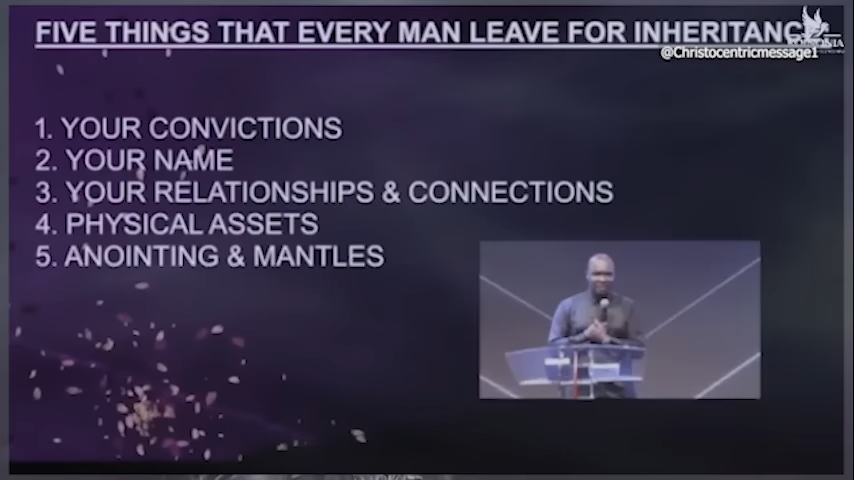 FIVE THINGS THAT EVERY MAN LEAVE FOR INHERITANCE
@Christocentricmessage1
1. YOUR CONVICTIONS
2. YOUR NAME
3. YOUR RELATIONSHIPS & CONNECTIONS
4. PHYSICAL ASSETS
5. ANOINTING & MANTLES